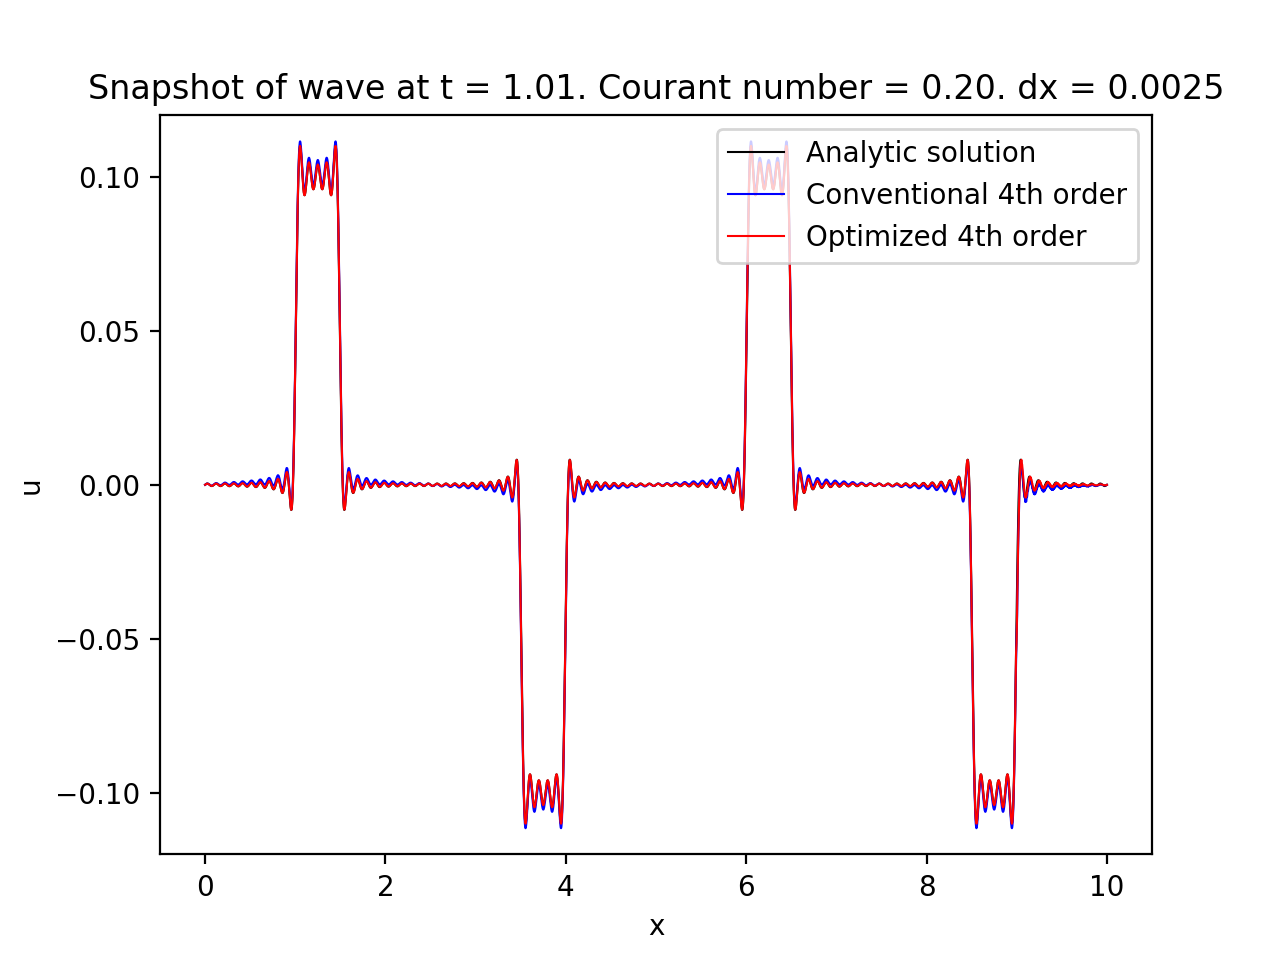 Snapshot of wave at t = 1.01. Courant number = 0.20. dx = 0.0025
Analytic solution
Conventional 4th order
Optimized 4th order
0.10
0.05
0.00
−0.05
−0.10
u
0 2 4 6 8 10
x